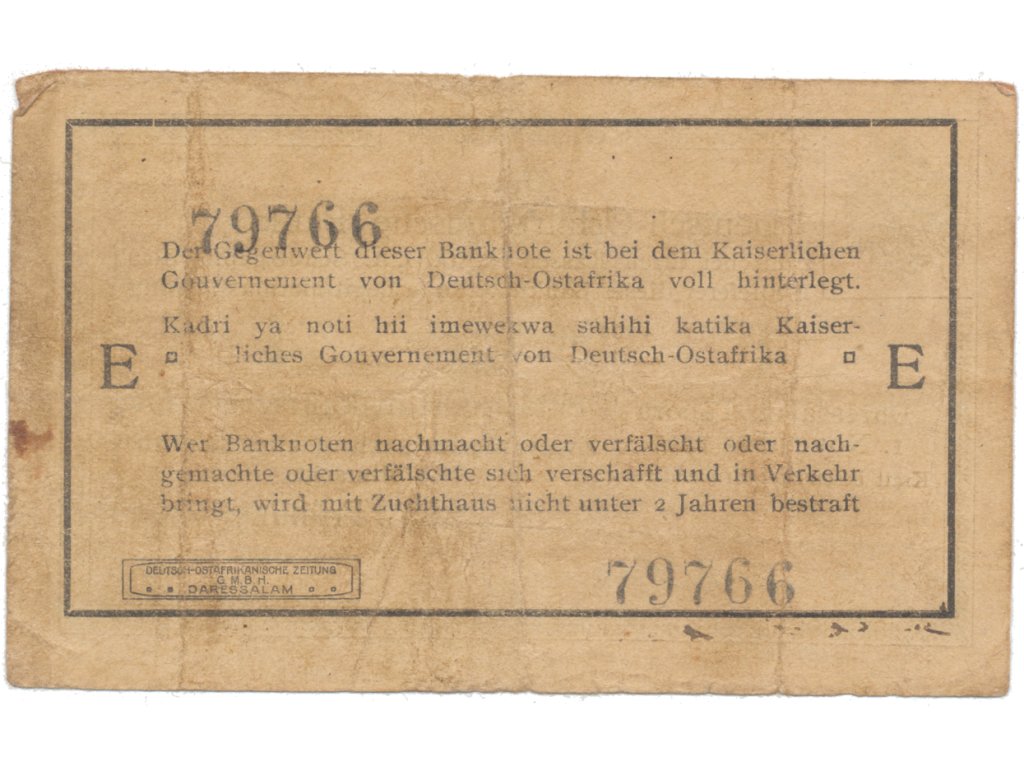 79766
Der Gegenwert dieser Banknote ist bei dem Kaiserlichen
Gouvernement von Deutsch-Ostafrika voll hinterlegt.
Kadri ya noti hii imewekwa sahihi katika Kaiser-
E ▫ liches Gouvernement von Deutsch-Ostafrika ▫ E
Wer Banknoten nachmacht oder verfälscht oder nach-
gemachte oder verfälschte sich verschafft und in Verkehr
bringt, wird mit Zuchthaus nicht unter 2 Jahren bestraft
DEUTSCH-OSTAFRIKANISCHE ZEITUNG
G.M.B.H.
DARESSALAM
79766